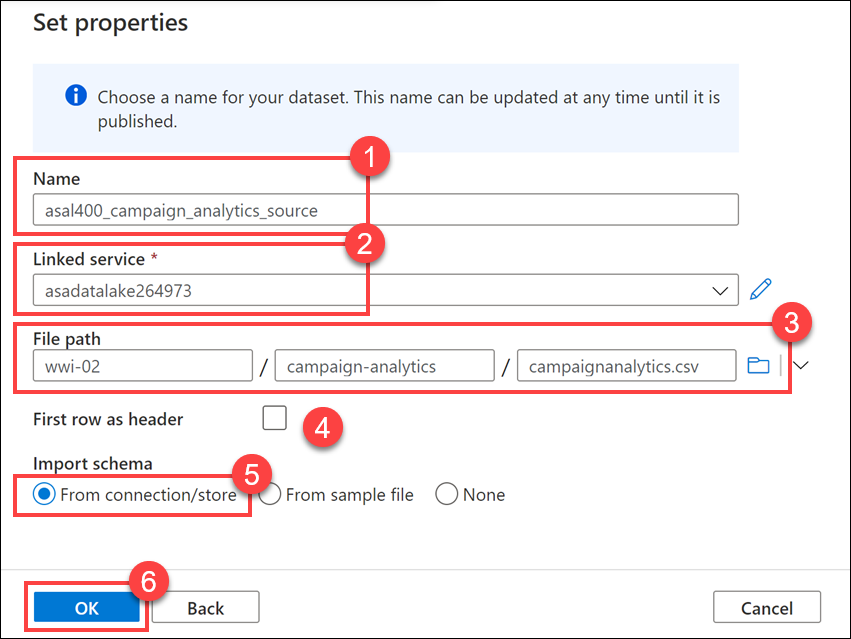 Set properties
Choose a name for your dataset. This name can be updated at any time until it is
published.
1
Name
asal400_campaign_analytics_source
2
Linked service *
asadatalake264973
3
File path
wwi-02 / campaign-analytics / campaignanalytics.csv
First row as header 4
Import schema
5
From connection/store From sample file None
6
OK Back Cancel